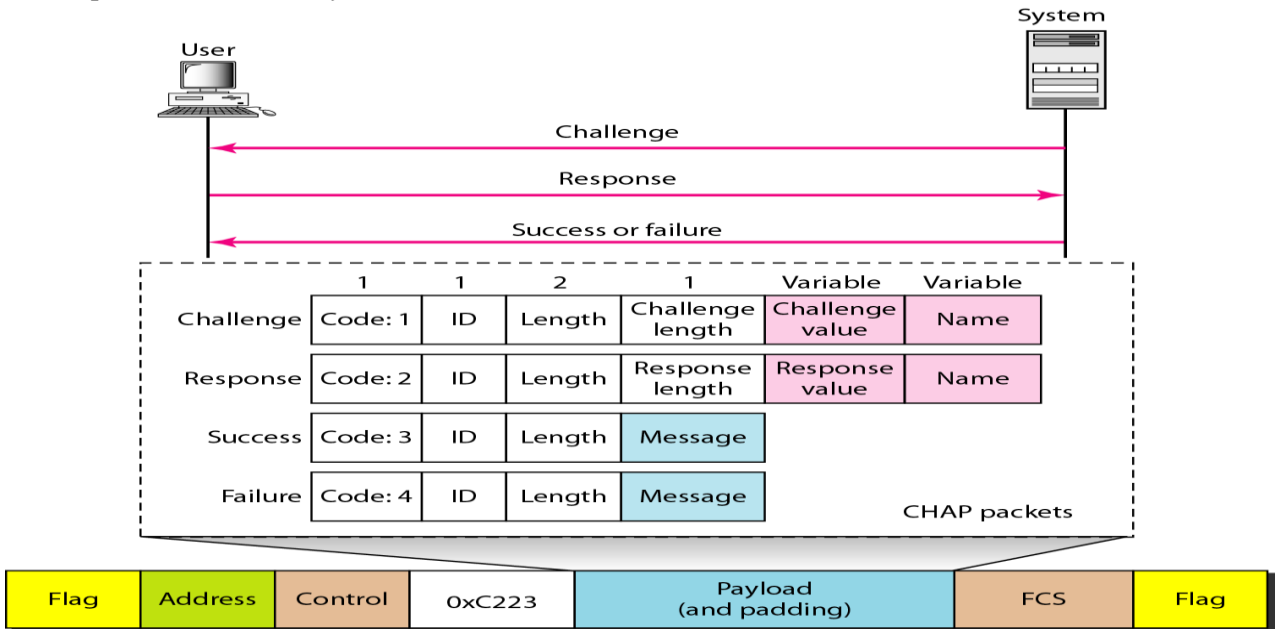 System
User
Challenge
Response
Success or failure
1 1 2 1 Variable Variable
Challenge Code: 1 ID Length Challenge length Challenge value Name
Response Code: 2 ID Length Response length Response value Name
Success Code: 3 ID Length Message
Failure Code: 4 ID Length Message
CHAP packets
Flag Address Control 0xC223 Payload (and padding) FCS Flag